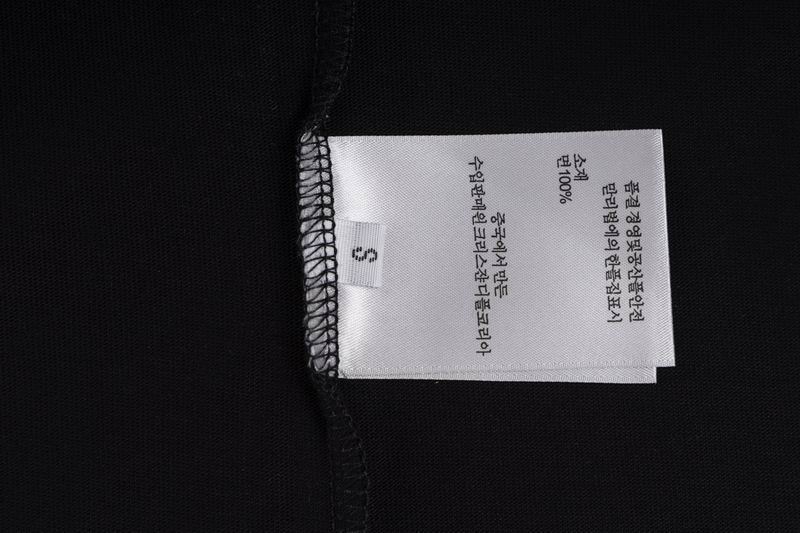 품질경영및공산품안전
관리법에의한품질표시
소재
면100%
중국에서 만든
수입판매원크리스챤디올코리아
S